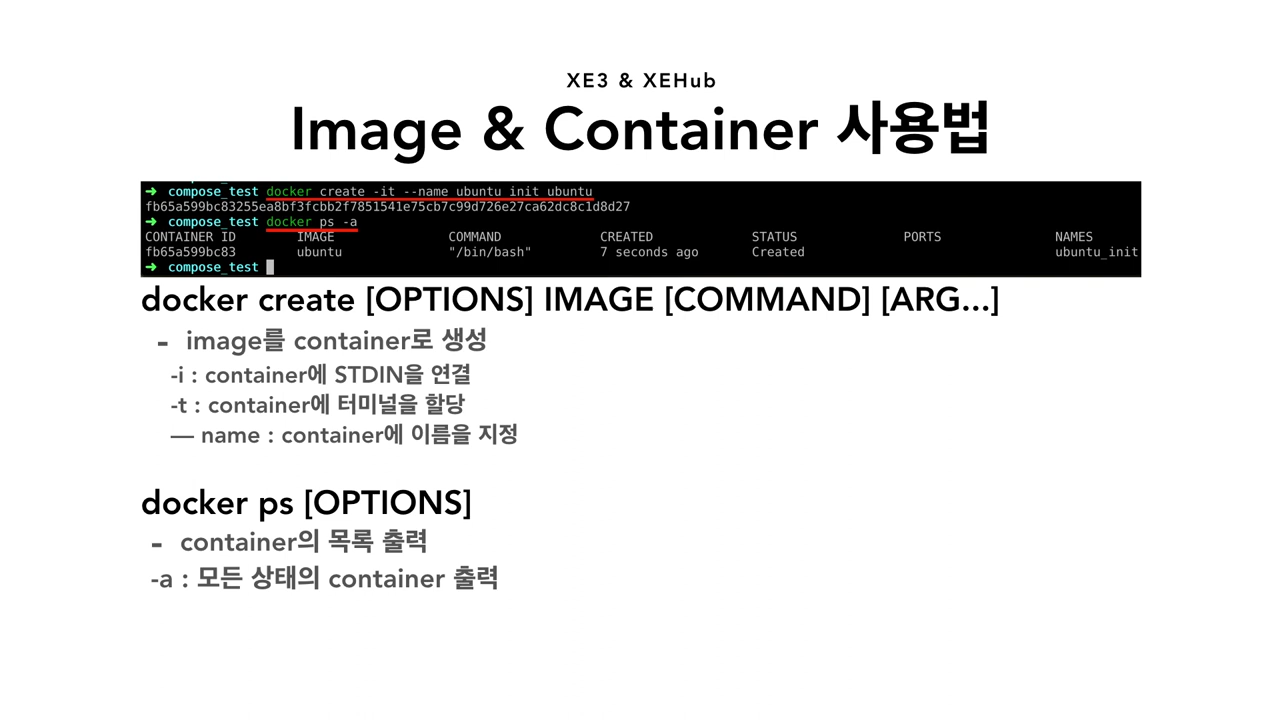 XE3 & XEHub
Image & Container 사용법
➜ compose_test docker create -it --name ubuntu_init ubuntu
fb65a599bc83255ea8bf3fcbb2f7851541e75cb7c99d726e27ca62dc8c1d8d27
➜ compose_test docker ps -a
CONTAINER ID IMAGE COMMAND CREATED STATUS PORTS NAMES
fb65a599bc83 ubuntu "/bin/bash" 7 seconds ago Created ubuntu_init
➜ compose_test
docker create [OPTIONS] IMAGE [COMMAND] [ARG...]
- image를 container로 생성
-i : container에 STDIN을 연결
-t : container에 터미널을 할당
— name : container에 이름을 지정
docker ps [OPTIONS]
- container의 목록 출력
-a : 모든 상태의 container 출력